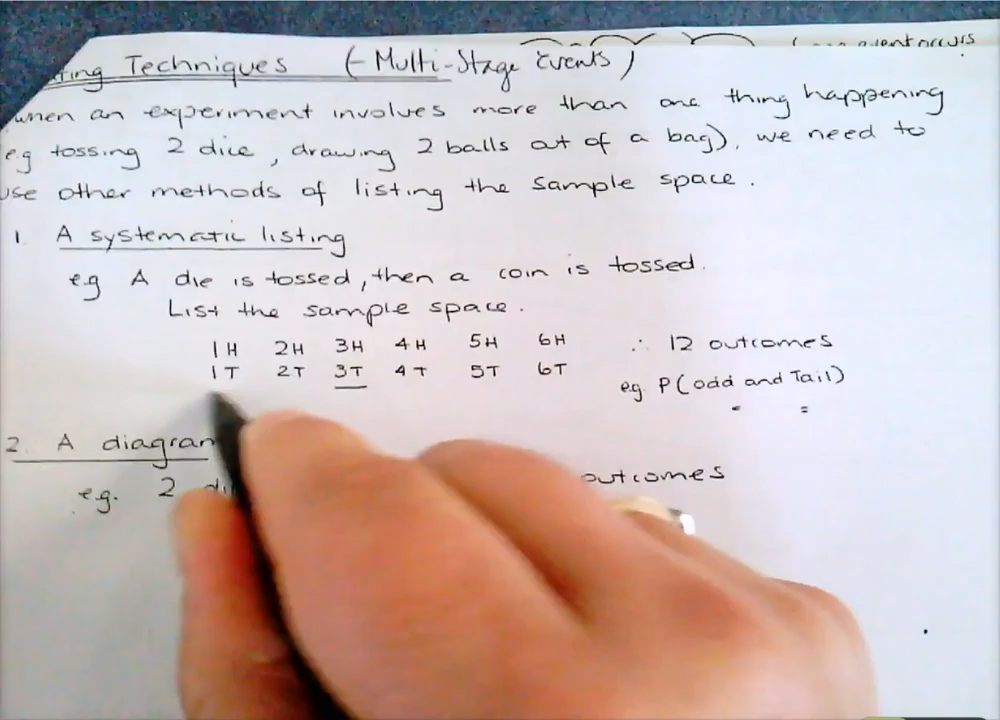 event occurs
Techniques (-Multi-Stage Events)
when an experiment involves more than one thing happening
e.g tossing 2 dice, drawing 2 balls out of a bag), we need to
use other methods of listing the sample space.
1. A systematic listing
eg A die is tossed, then a coin is tossed.
List the sample space.
1H 2H 3H 4H 5H 6H ∴ 12 outcomes
1T 2T 3T 4T 5T 6T eg. P(odd and Tail)
2. A diagram
e.g. 2 outcomes